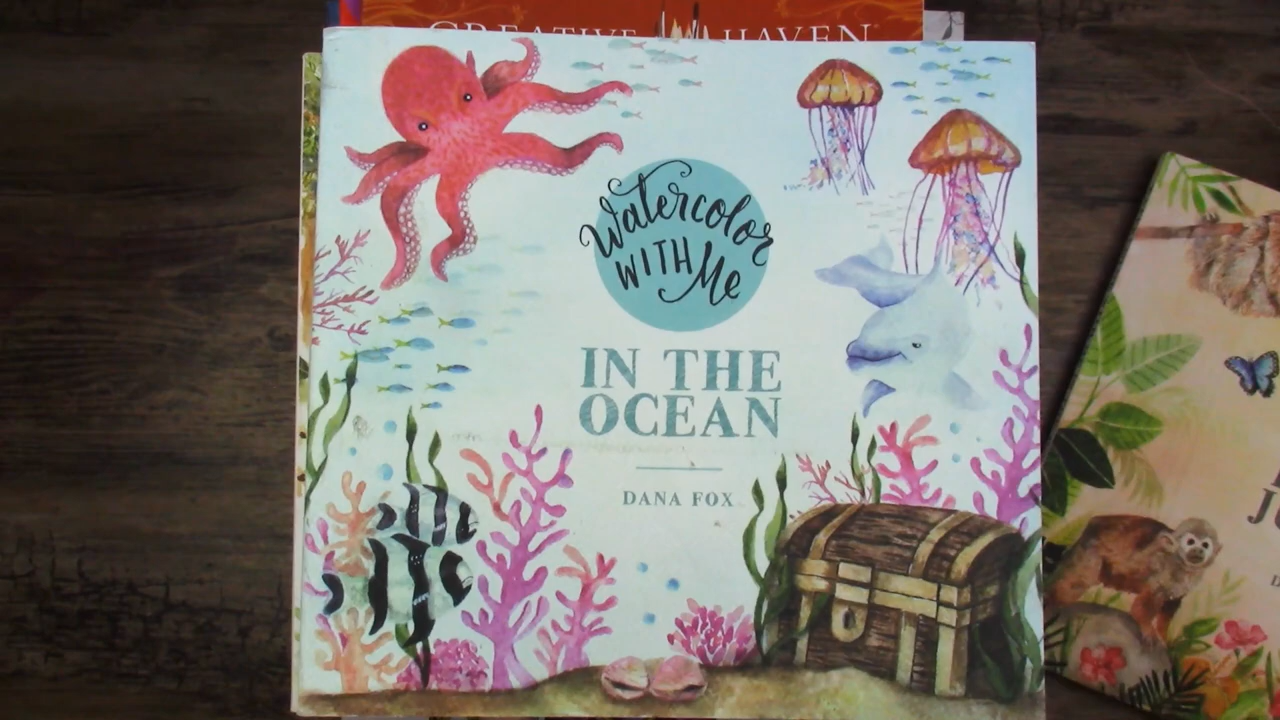 CREATIVE HAVEN
Watercolor
WITH Me
IN THE
OCEAN
DANA FOX